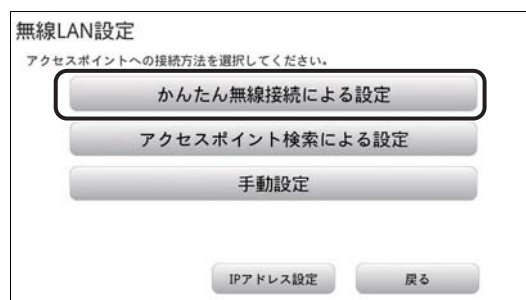 無線LAN設定
アクセスポイントへの接続方法を選択してください。
かんたん無線接続による設定
アクセスポイント検索による設定
手動設定
IPアドレス設定 戻る